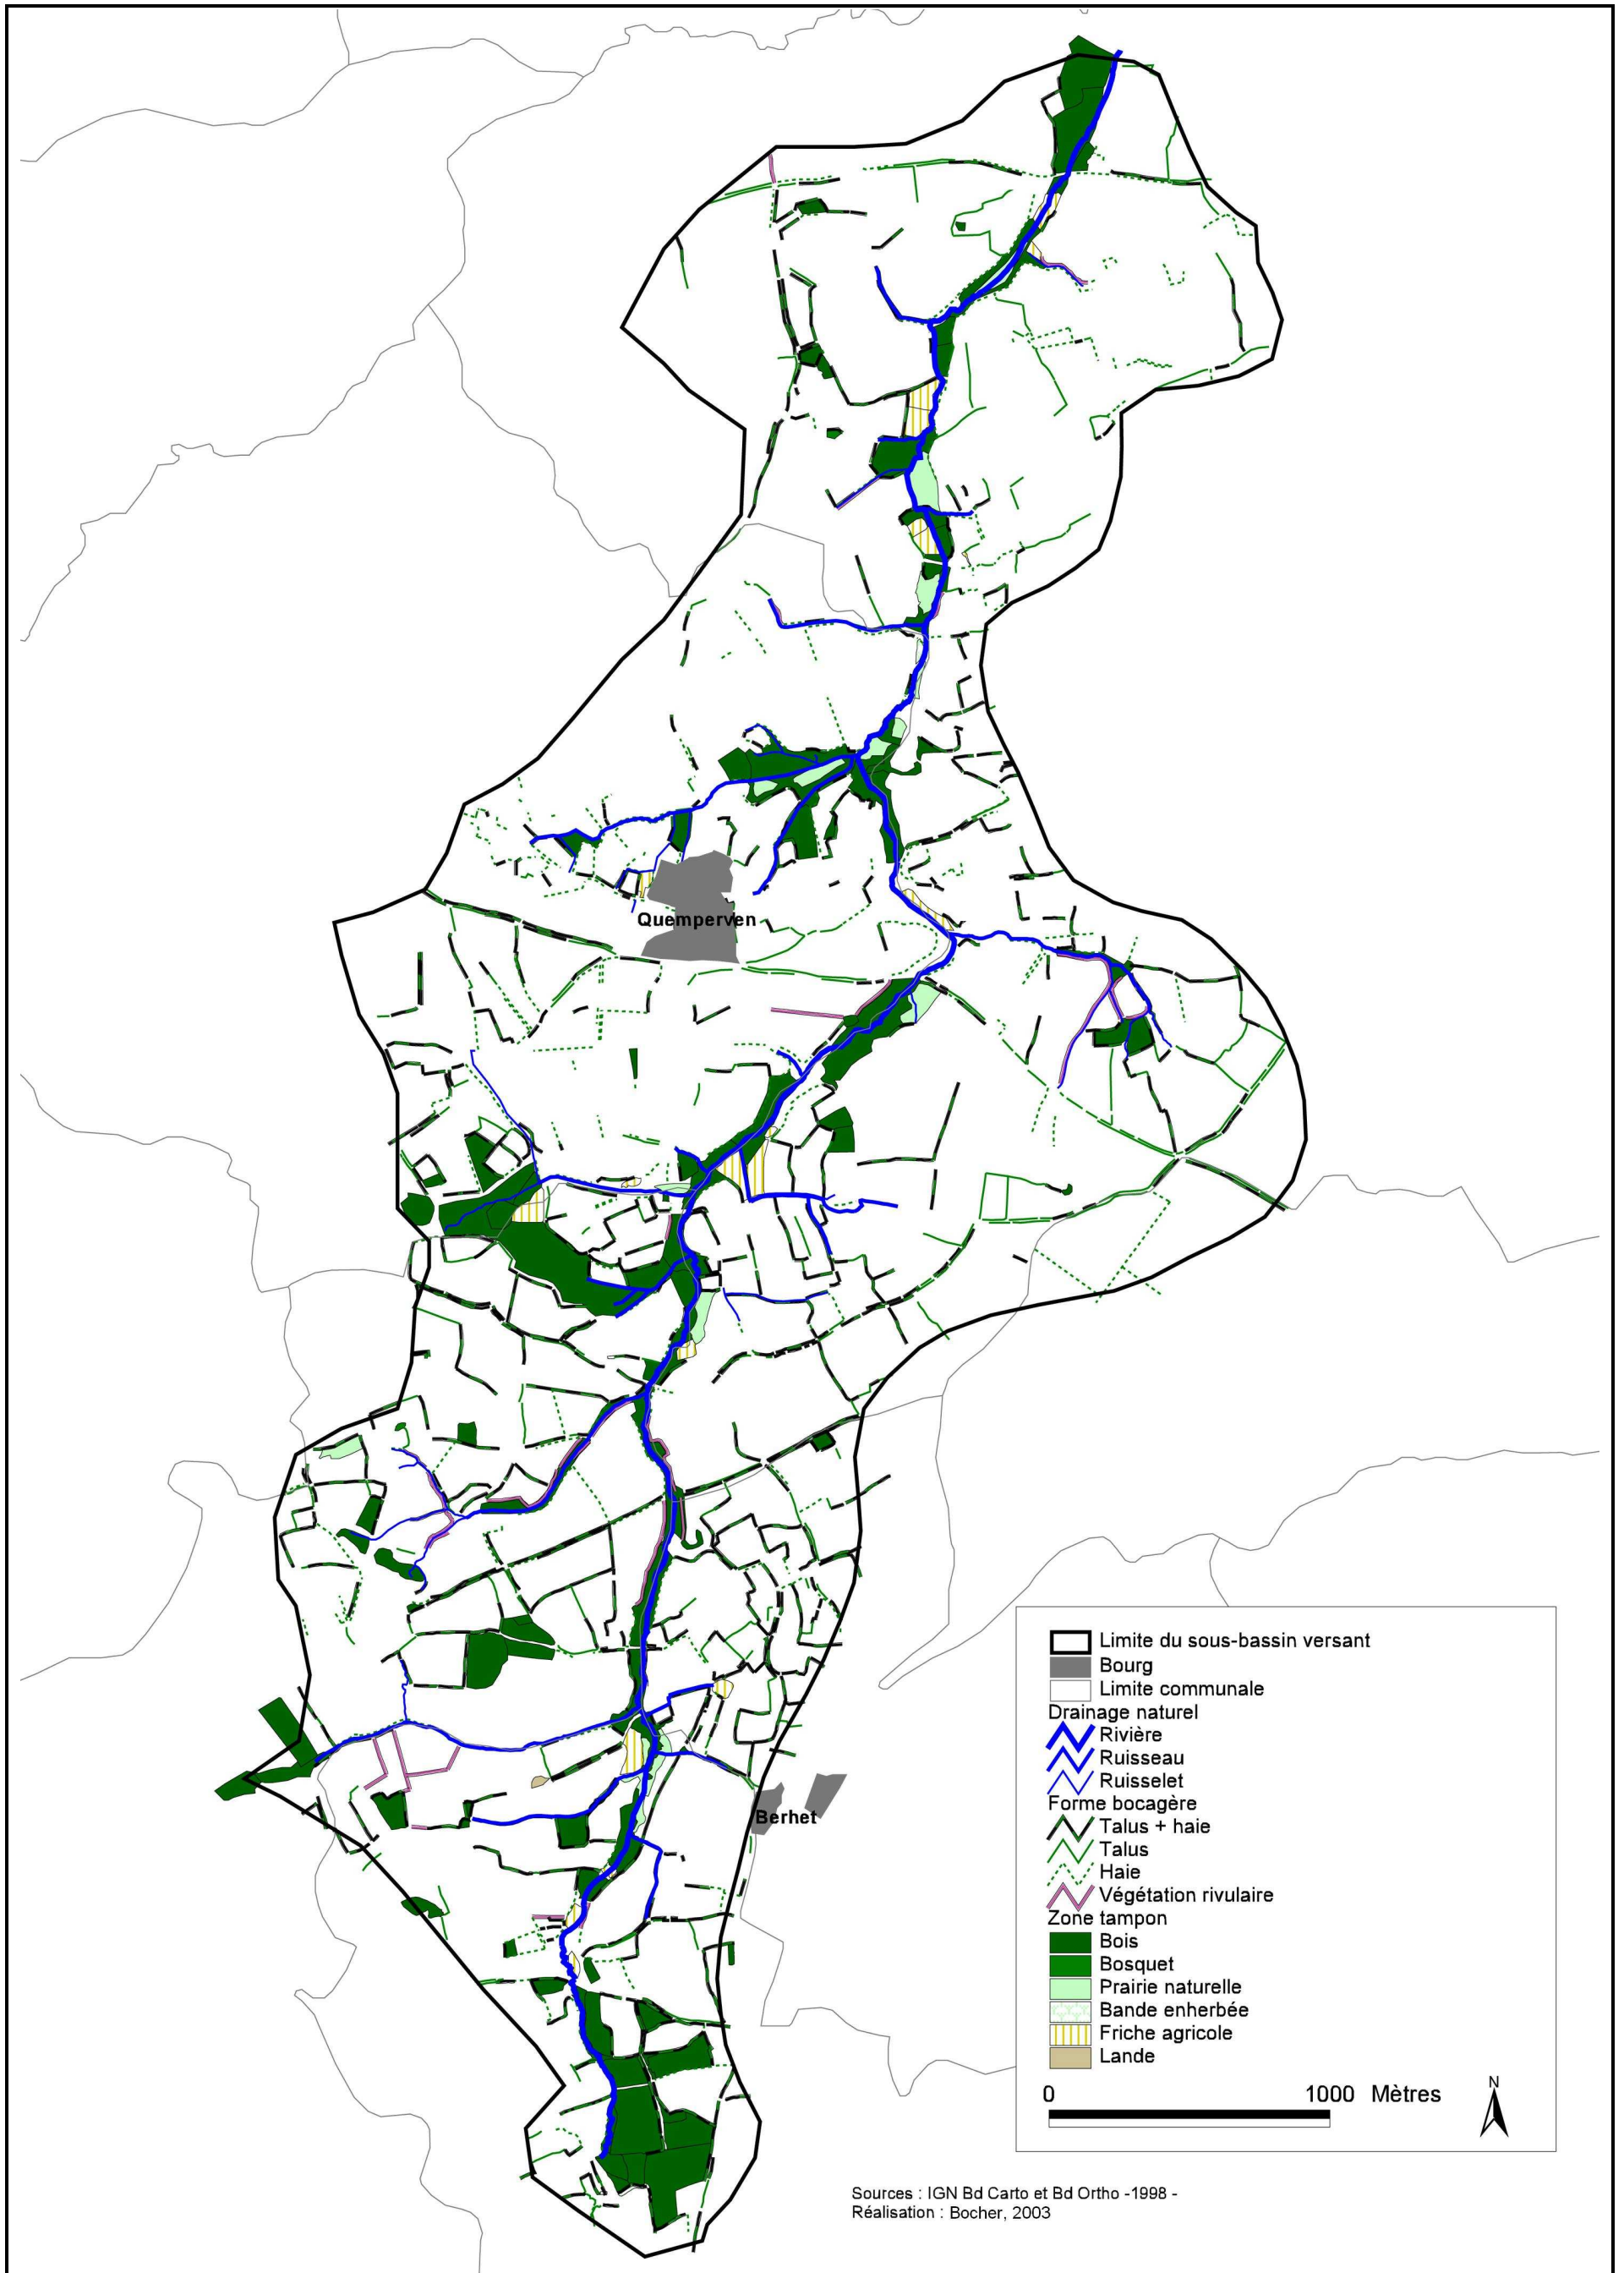 Quemperven
Berhet
Limite du sous-bassin versant
Bourg
Limite communale
Drainage naturel
Rivière
Ruisseau
Ruisselet
Forme bocagère
Talus + haie
Talus
Haie
Végétation rivulaire
Zone tampon
Bois
Bosquet
Prairie naturelle
Bande enherbée
Friche agricole
Lande
0 1000 Mètres
N
Sources : IGN Bd Carto et Bd Ortho -1998 -
Réalisation : Bocher, 2003